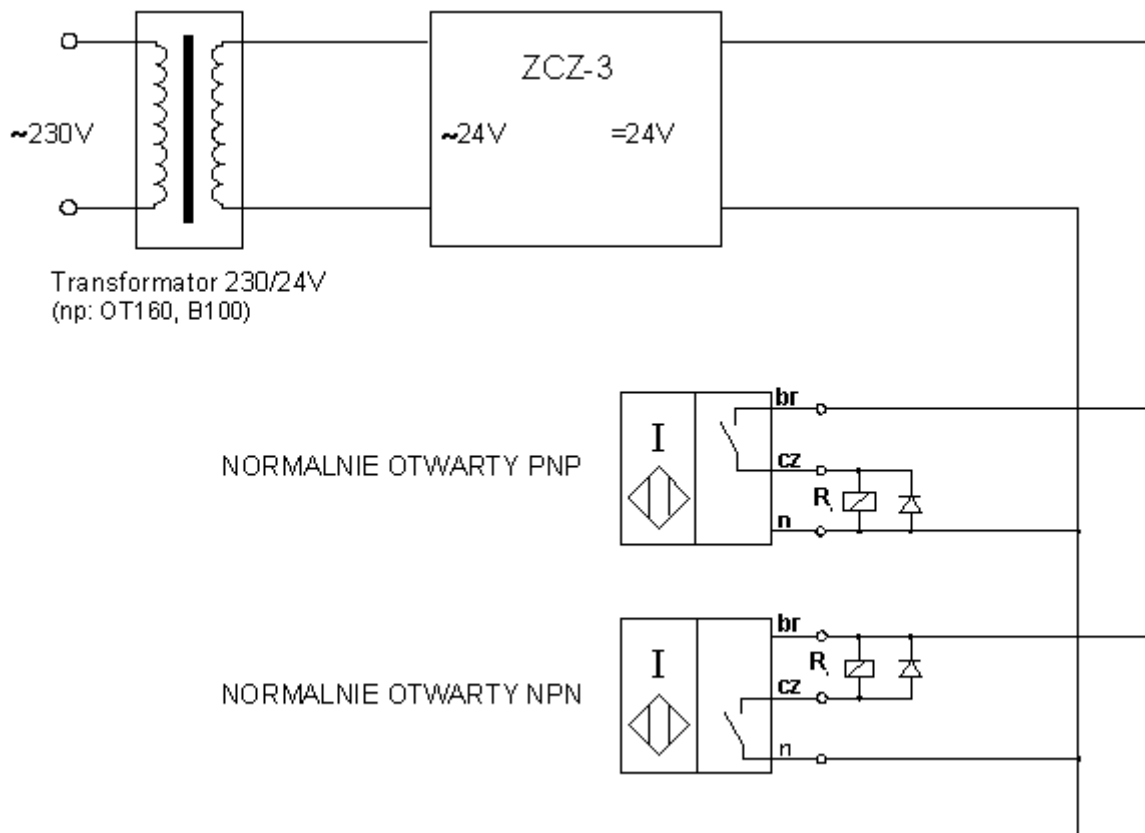 ZCZ-3
~230V
~24V =24V
Transformator 230/24V
(np: OT160, B100)
br
I
NORMALNIE OTWARTY PNP
cz
R
n
br
I
R
NORMALNIE OTWARTY NPN
cz
n